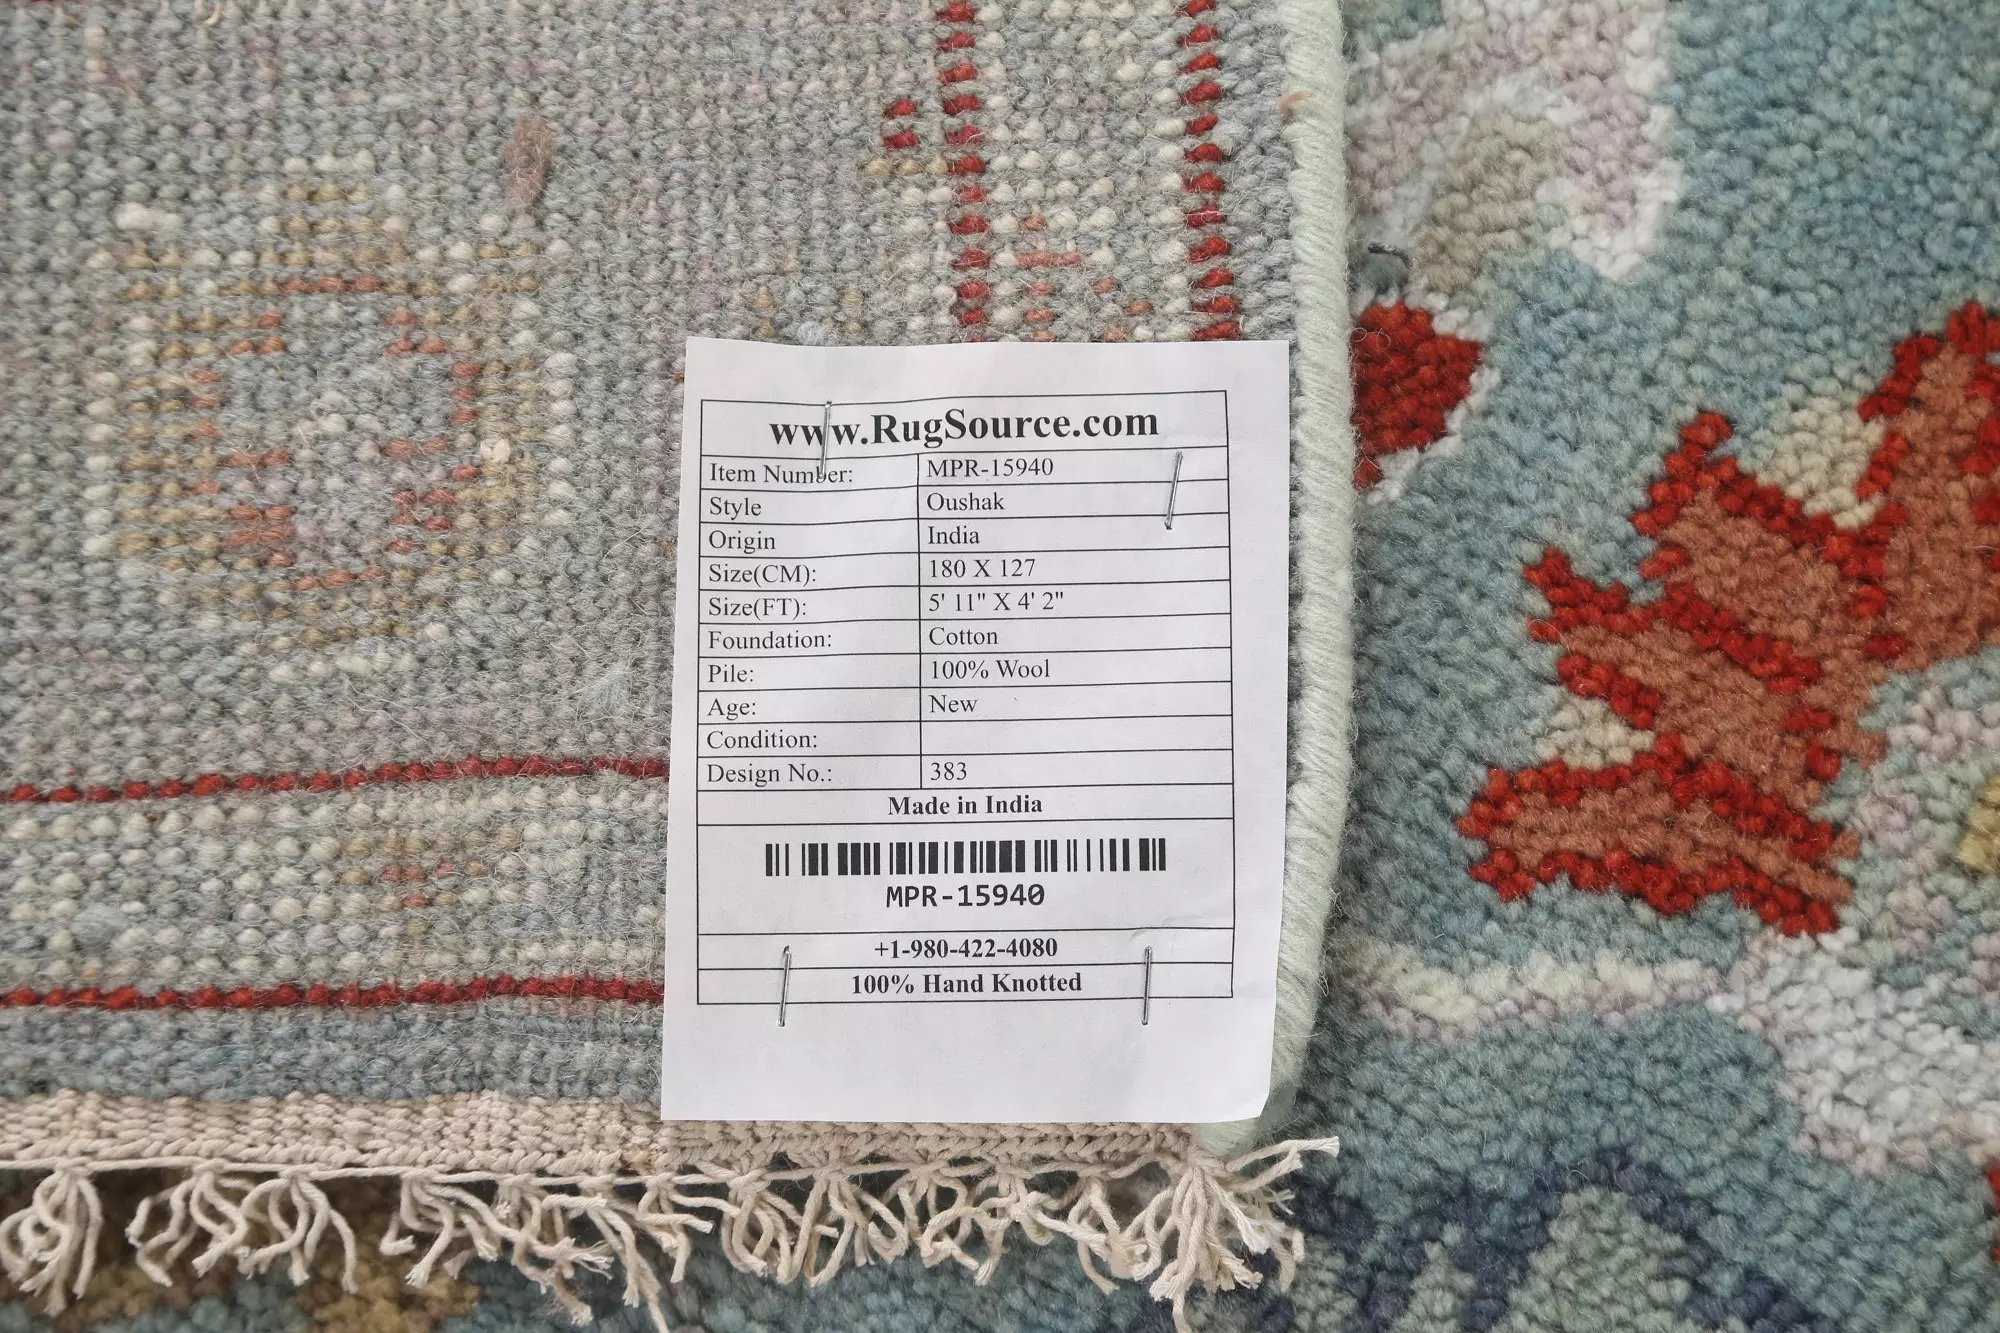 www.RugSource.com
Item Number: MPR-15940
Style Oushak
Origin India
Size(CM): 180 X 127
Size(FT): 5' 11" X 4' 2"
Foundation: Cotton
Pile: 100% Wool
Age: New
Condition:
Design No.: 383
Made in India
MPR-15940
+1-980-422-4080
100% Hand Knotted